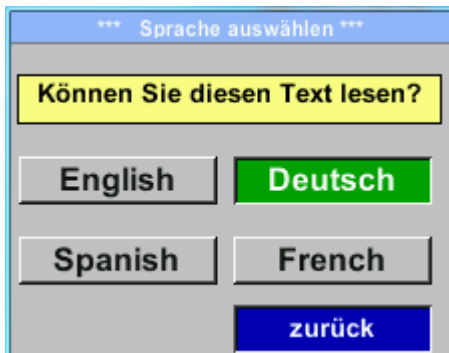 *** Sprache auswählen ***
Können Sie diesen Text lesen?
English Deutsch
Spanish French
zurück